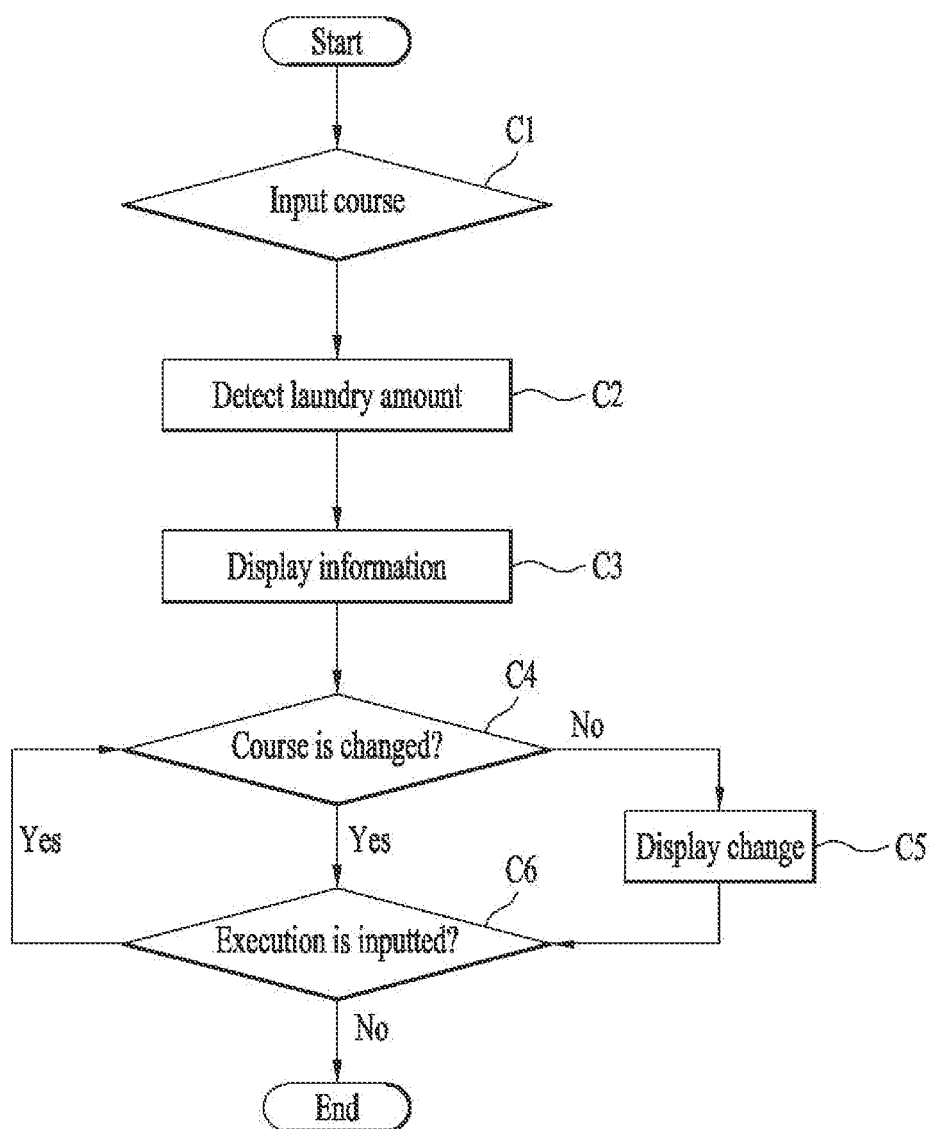 Start
C1
Input course
Detect laundry amount
C2
Display information
C3
C4
Course is changed?
No
Yes
Yes
Display change
C5
C6
Execution is inputted?
No
End